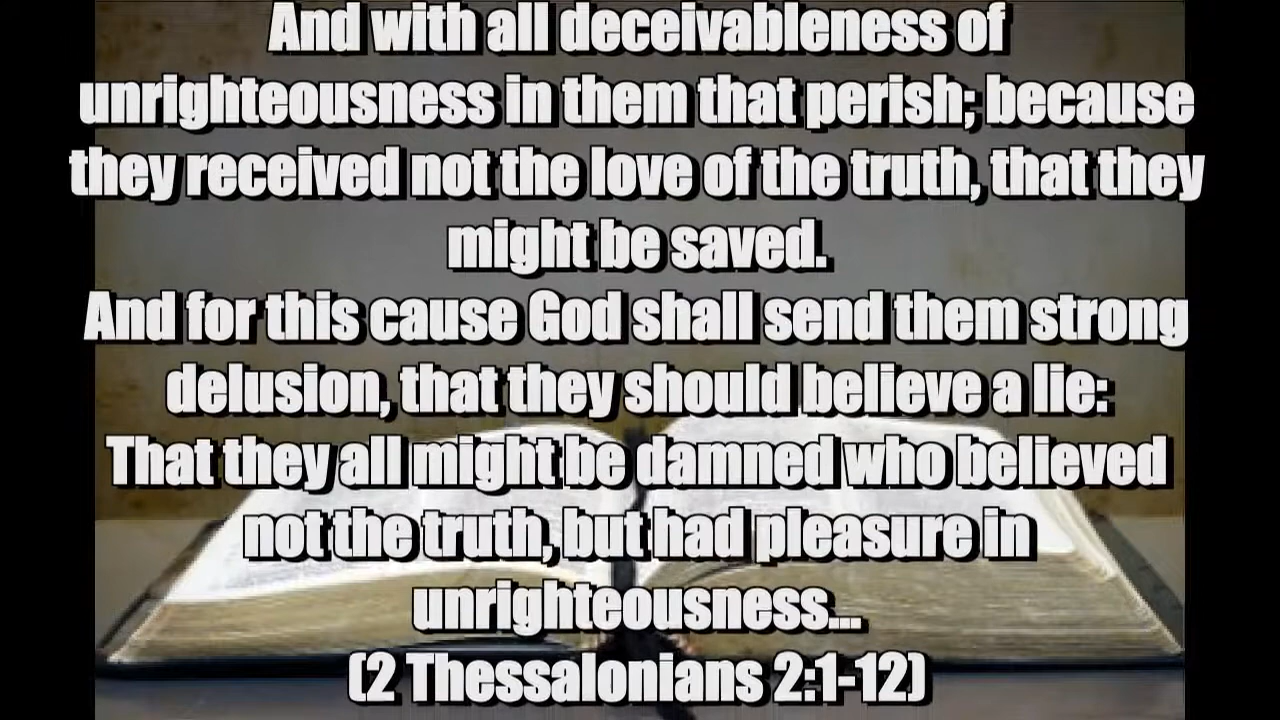 And with all deceivableness of
unrighteousness in them that perish; because
they received not the love of the truth, that they
might be saved.
And for this cause God shall send them strong
delusion, that they should believe a lie:
That they all might be damned who believed
not the truth, but had pleasure in
unrighteousness...
(2 Thessalonians 2:1-12)